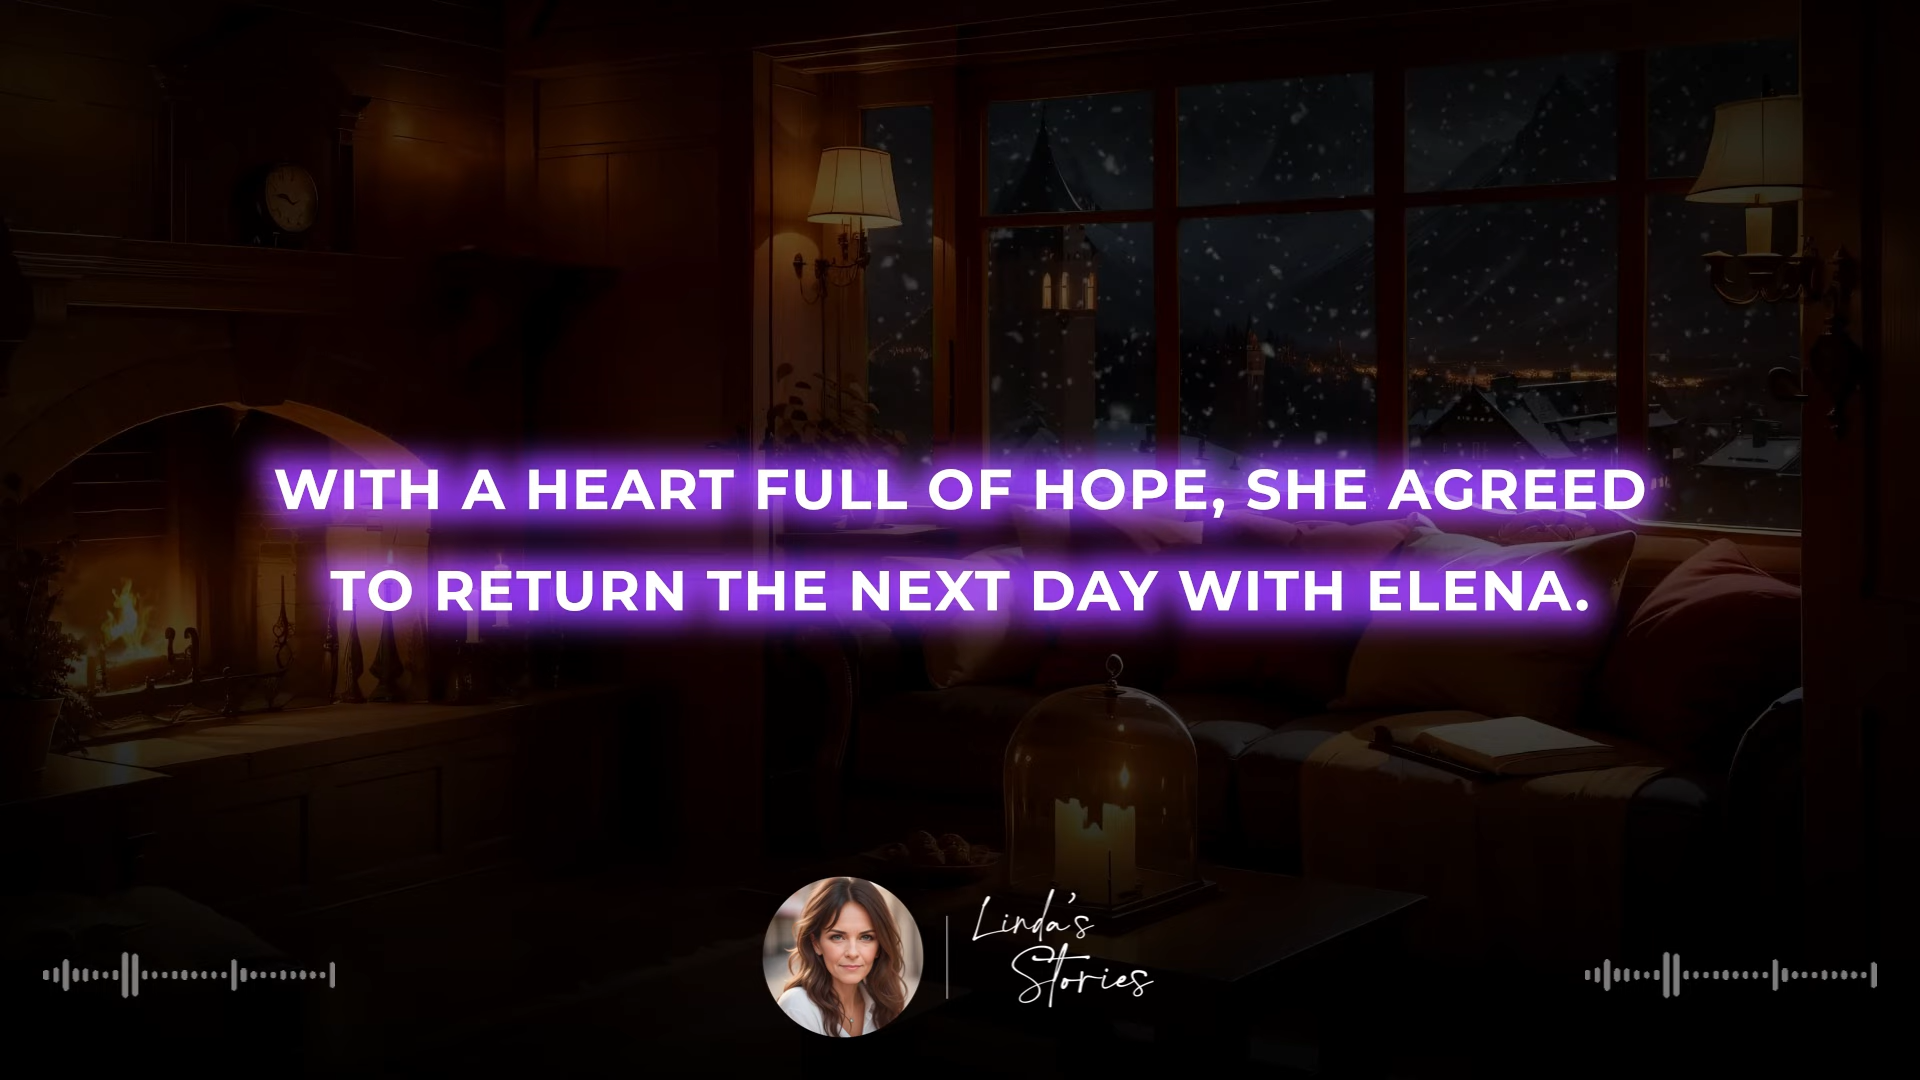 WITH A HEART FULL OF HOPE, SHE AGREED
TO RETURN THE NEXT DAY WITH ELENA.
Linda's
Stories